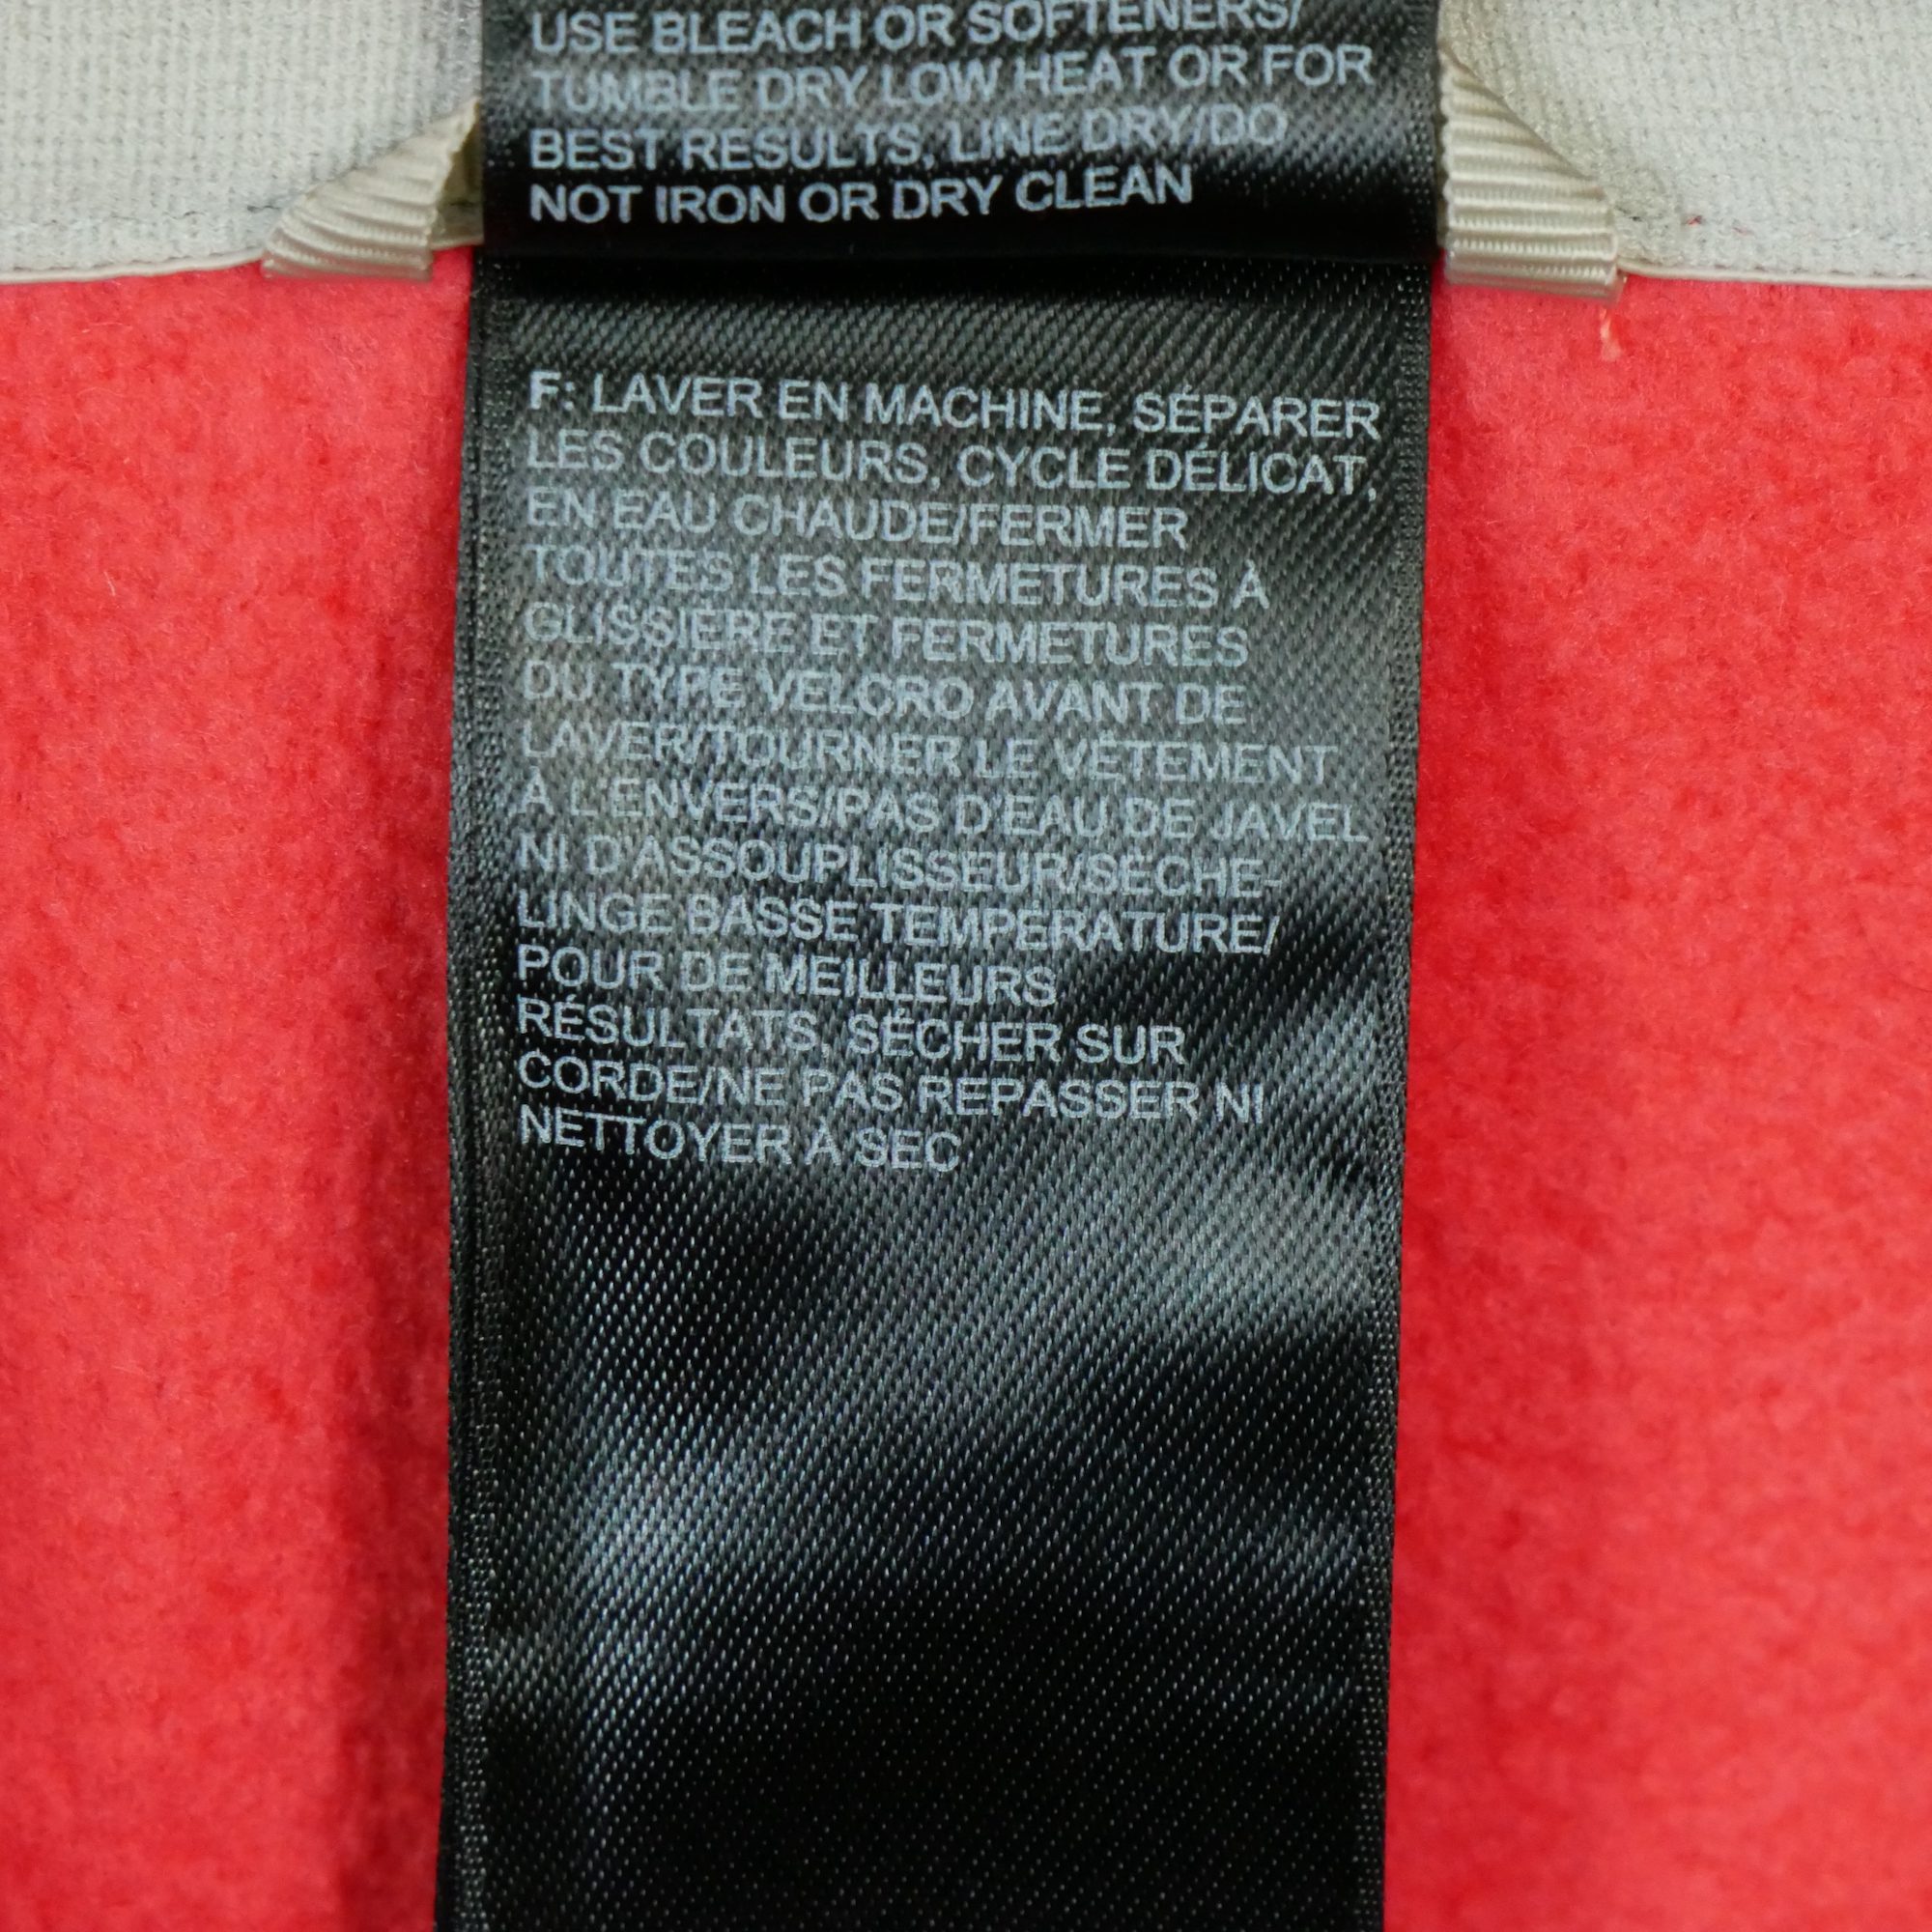 USE BLEACH OR SOFTENERS/
TUMBLE DRY LOW HEAT OR FOR
BEST RESULTS, LINE DRY/DO
NOT IRON OR DRY CLEAN
F: LAVER EN MACHINE, SÉPARER
LES COULEURS, CYCLE DÉLICAT,
EN EAU CHAUDE/FERMER
TOUTES LES FERMETURES À
GLISSIÈRE ET FERMETURES
DU TYPE VELCRO AVANT DE
LAVER/TOURNER LE VÊTEMENT
À L'ENVERS/PAS D'EAU DE JAVEL
NI D'ASSOUPLISSEUR/SÈCHE-
LINGE BASSE TEMPÉRATURE/
POUR DE MEILLEURS
RÉSULTATS, SÉCHER SUR
CORDE/NE PAS REPASSER NI
NETTOYER À SEC